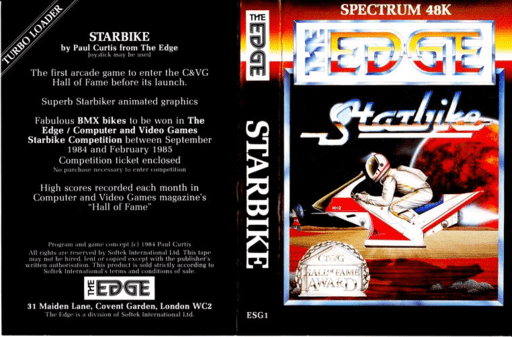 TURBO LOADER
STARBIKE
by Paul Curtis from The Edge
Joystick may be used
The first arcade game to enter the C&VG
Hall of Fame before its launch.
Superb Starbiker animated graphics
Fabulous BMX bikes to be won in The
Edge / Computer and Video Games
Starbike Competition between September
1984 and February 1985
Competition ticket enclosed
No purchase necessary to enter competition
High scores recorded each month in
Computer and Video Games magazine's
"Hall of Fame"
Program and game concept (c) 1984 Paul Curtis
All rights are reserved by Softek International Ltd. This tape
may not be hired, lent or copied except with the publisher's
written authorisation. This product is sold strictly according to
Softek International's terms and conditions of sale.
THE EDGE
31 Maiden Lane, Covent Garden, London WC2
The Edge is a division of Softek International Ltd.
THE EDGE
STARBIKE
ESG1
SPECTRUM 48K
THE EDGE
Starbike
C&VG
HALL OF FAME
AWARD